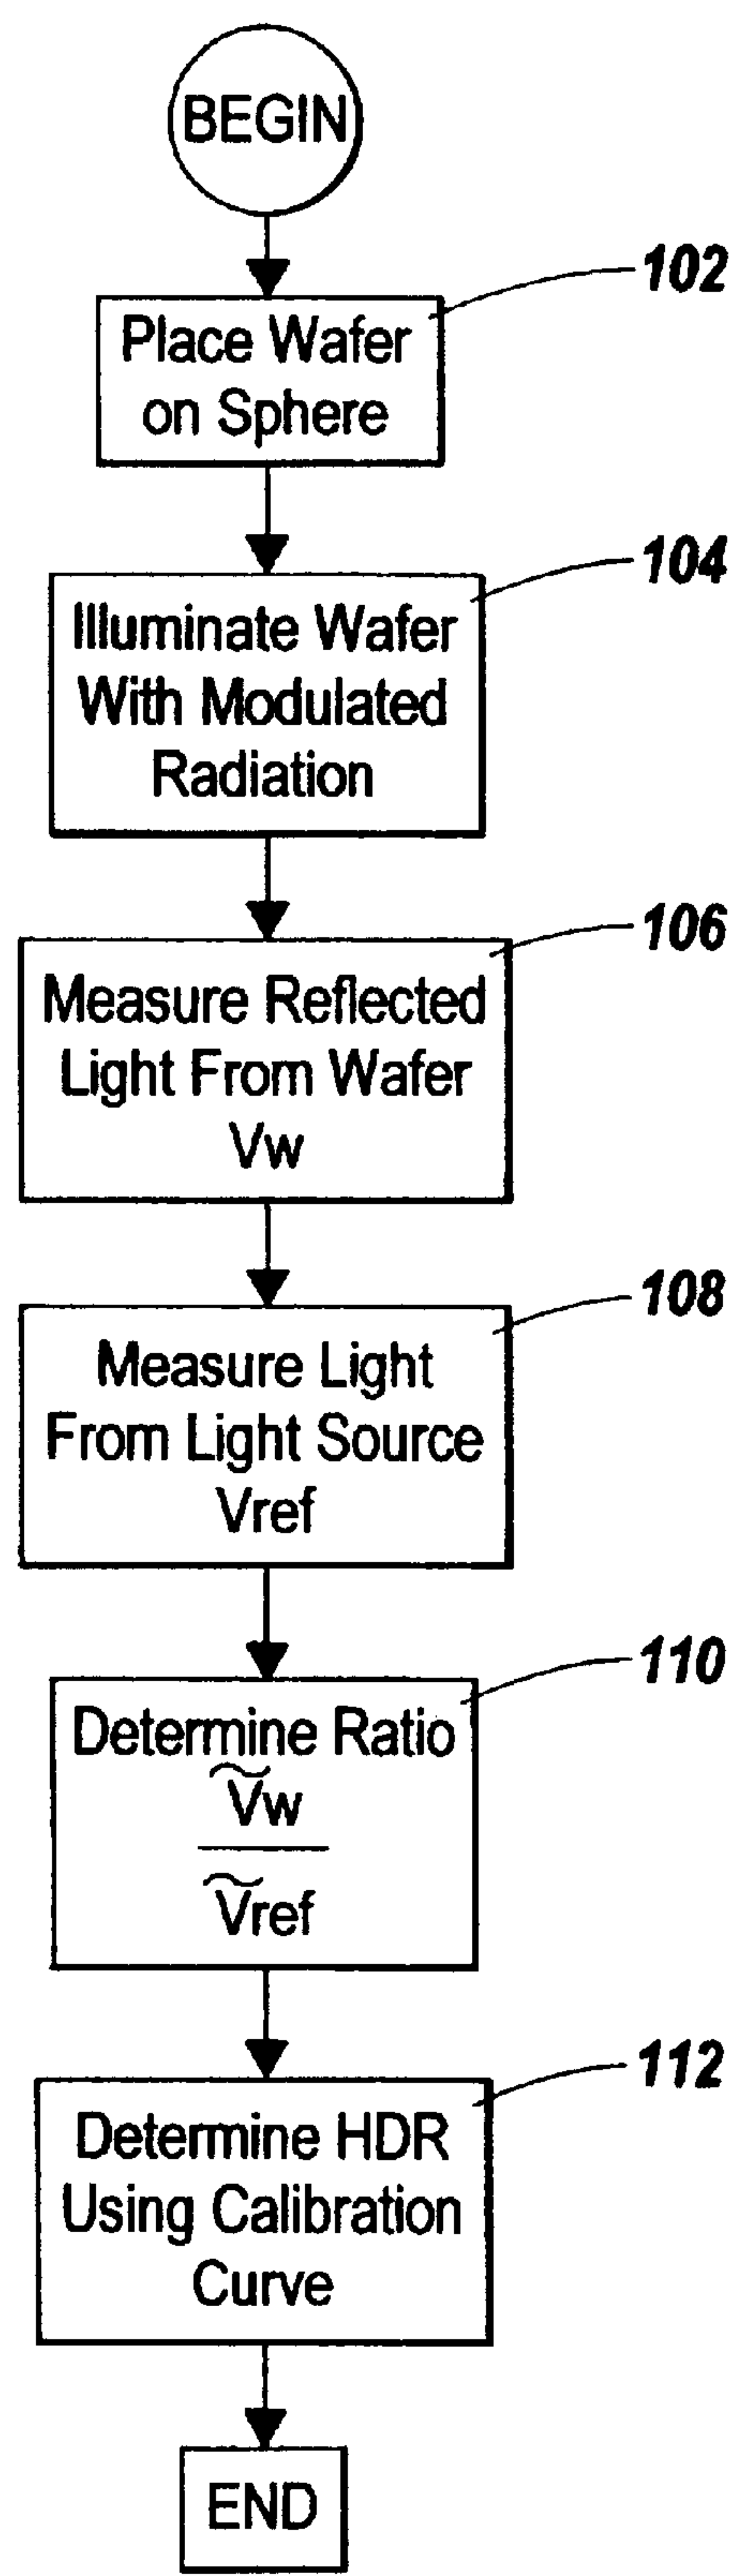 BEGIN
102
Place Wafer
on Sphere
104
Illuminate Wafer
With Modulated
Radiation
106
Measure Reflected
Light From Wafer
Vw
108
Measure Light
From Light Source
Vref
110
Determine Ratio
Ṽw
Ṽref
112
Determine HDR
Using Calibration
Curve
END